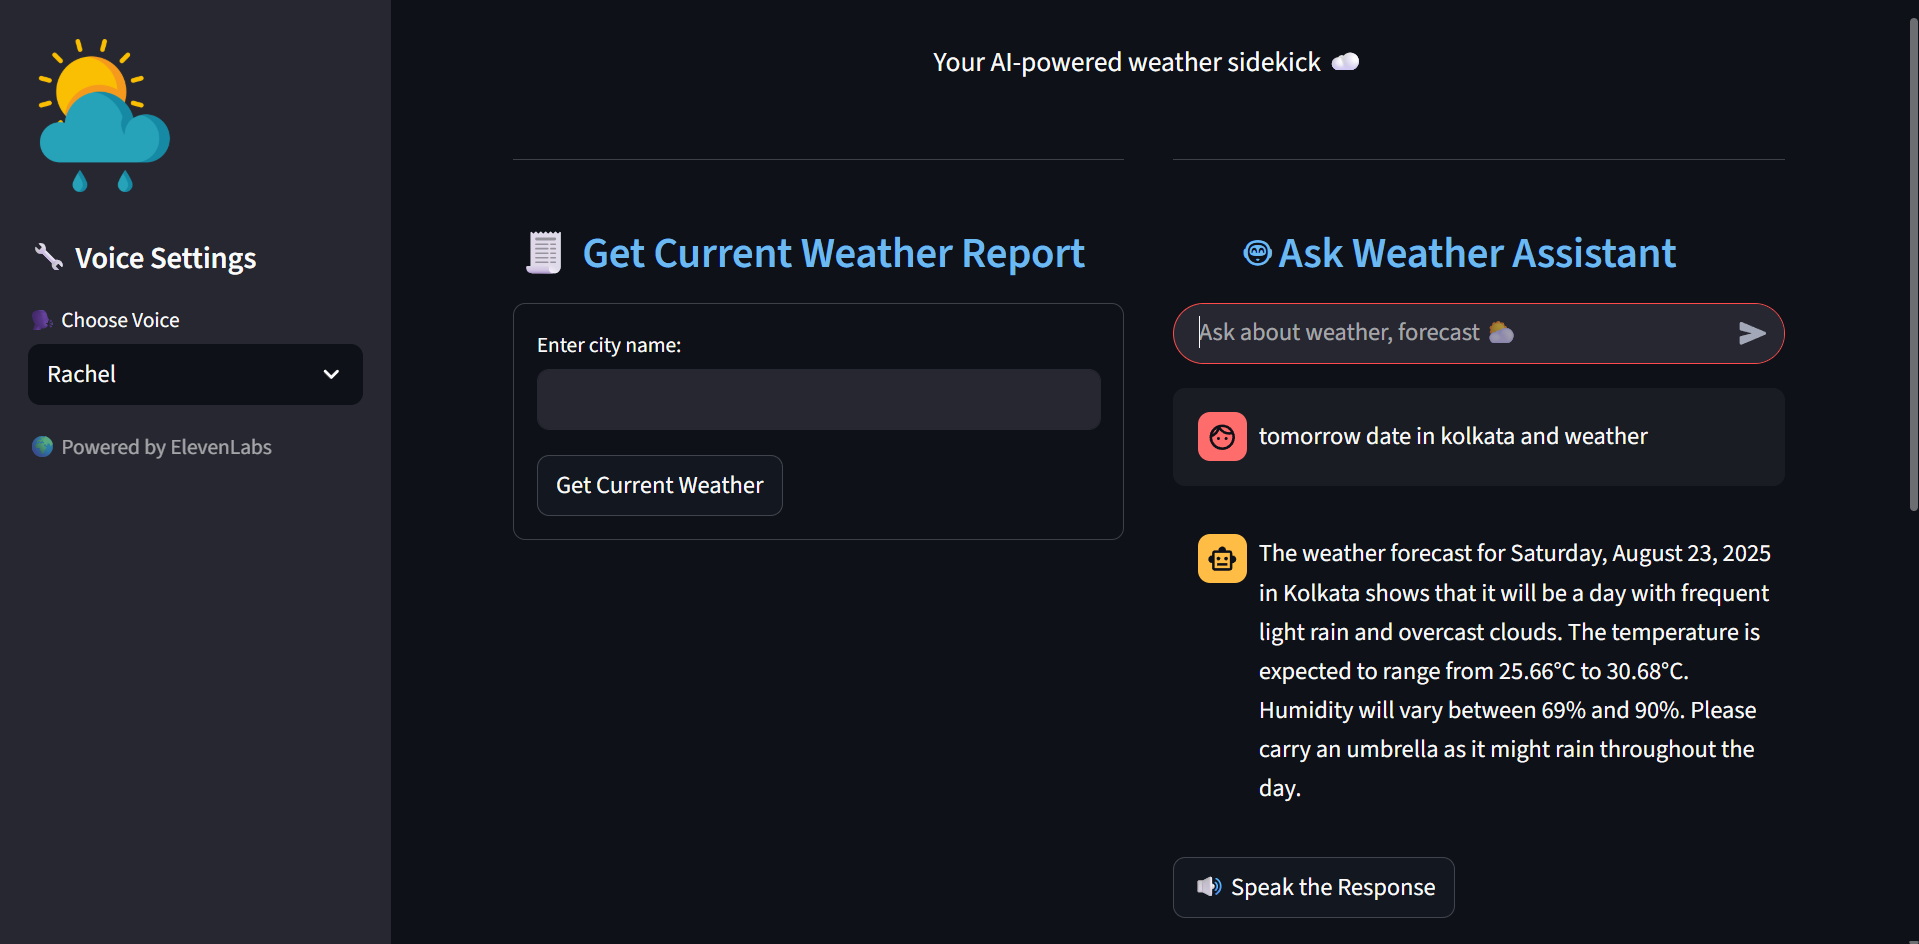 Voice Settings
Choose Voice
Rachel
Powered by ElevenLabs
Your AI-powered weather sidekick
Get Current Weather Report
Enter city name:
Get Current Weather
Ask Weather Assistant
Ask about weather, forecast
tomorrow date in kolkata and weather
The weather forecast for Saturday, August 23, 2025
in Kolkata shows that it will be a day with frequent
light rain and overcast clouds. The temperature is
expected to range from 25.66°C to 30.68°C.
Humidity will vary between 69% and 90%. Please
carry an umbrella as it might rain throughout the
day.
Speak the Response